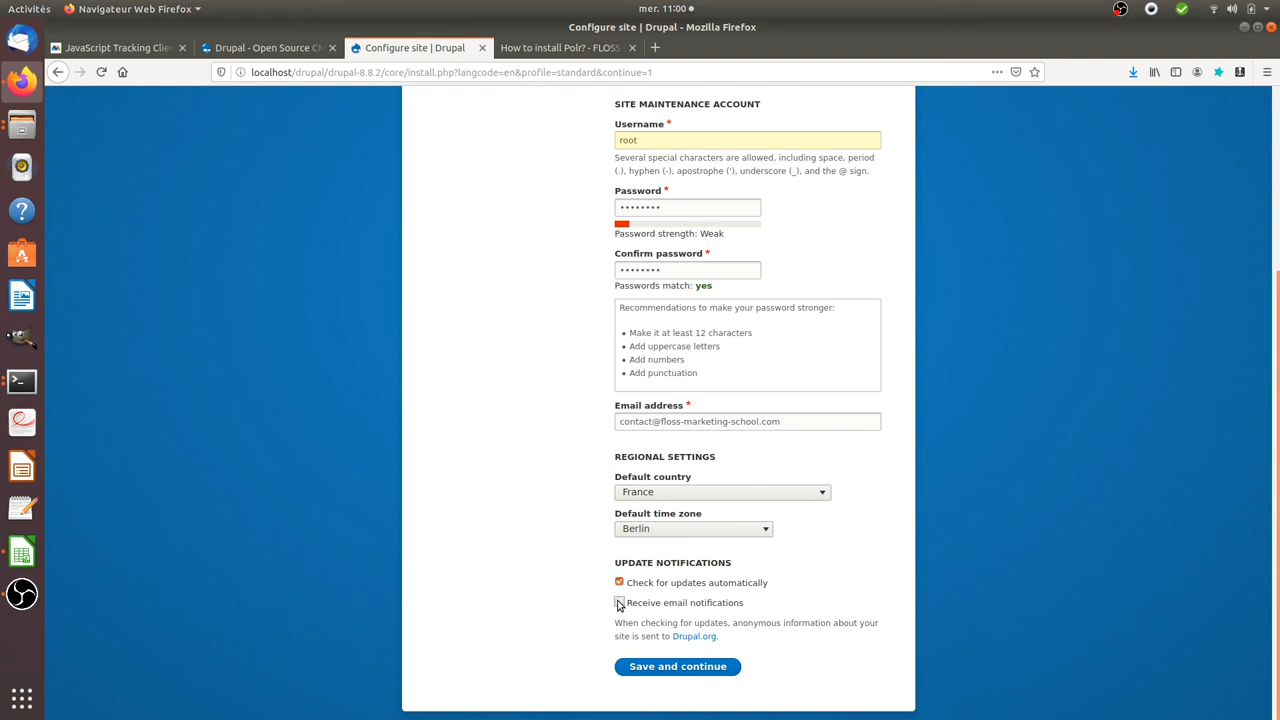 Activités
Navigateur Web Firefox
mer. 11:00
Configure site | Drupal - Mozilla Firefox
JavaScript Tracking Clien
Drupal - Open Source CM
Configure site | Drupal
How to install Polr? - FLOSS
localhost/drupal/drupal-8.8.2/core/install.php?langcode=en&profile=standard&continue=1
SITE MAINTENANCE ACCOUNT
Username *
root
Several special characters are allowed, including space, period
(.), hyphen (-), apostrophe ('), underscore (_), and the @ sign.
Password *
••••••••
Password strength: Weak
Confirm password *
••••••••
Passwords match: yes
Recommendations to make your password stronger:
• Make it at least 12 characters
• Add uppercase letters
• Add numbers
• Add punctuation
Email address *
contact@floss-marketing-school.com
REGIONAL SETTINGS
Default country
France
Default time zone
Berlin
UPDATE NOTIFICATIONS
Check for updates automatically
Receive email notifications
When checking for updates, anonymous information about your
site is sent to Drupal.org.
Save and continue